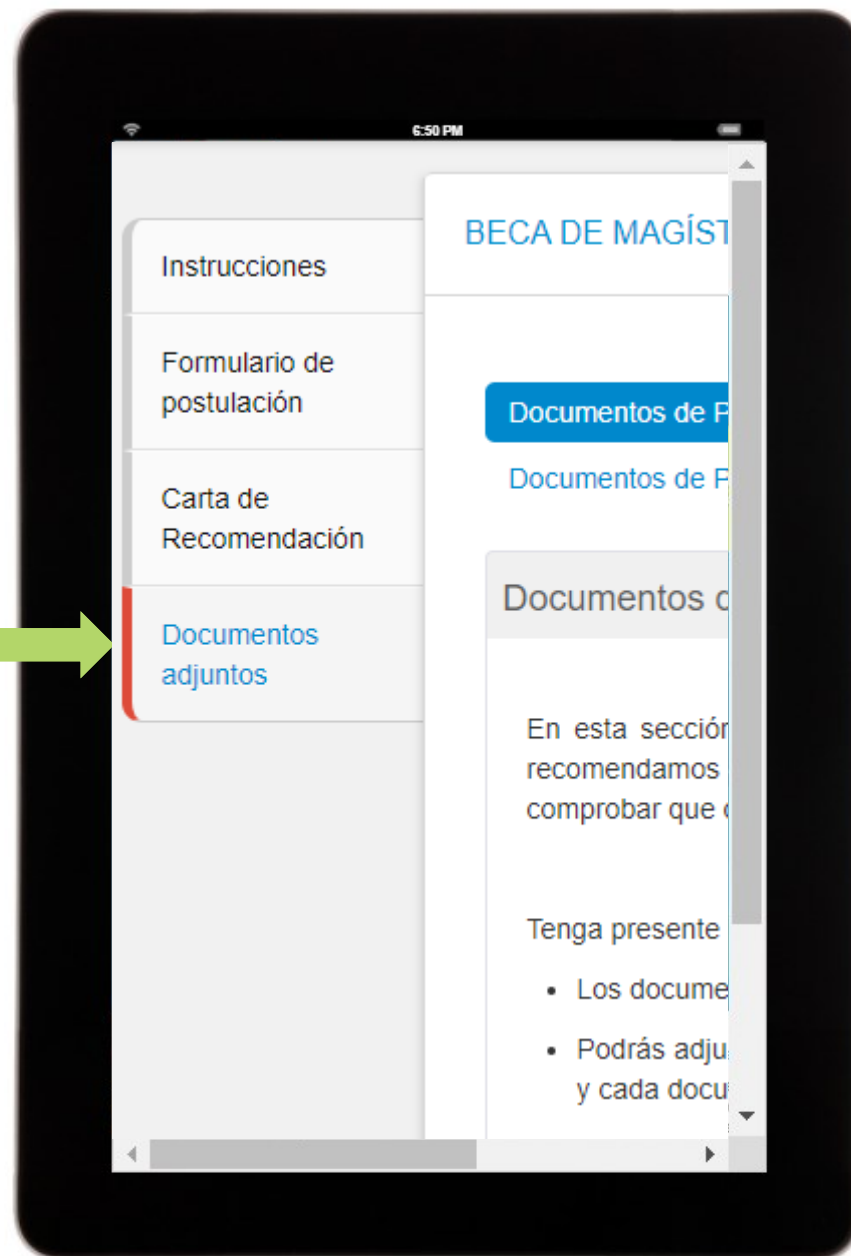 6:50 PM
Instrucciones
Formulario de
postulación
Carta de
Recomendación
Documentos
adjuntos
BECA DE MAGÍST
Documentos de P
Documentos de P
Documentos
En esta sección
recomendamos
comprobar que
Tenga presente
• Los docume
• Podrás adju
y cada docu